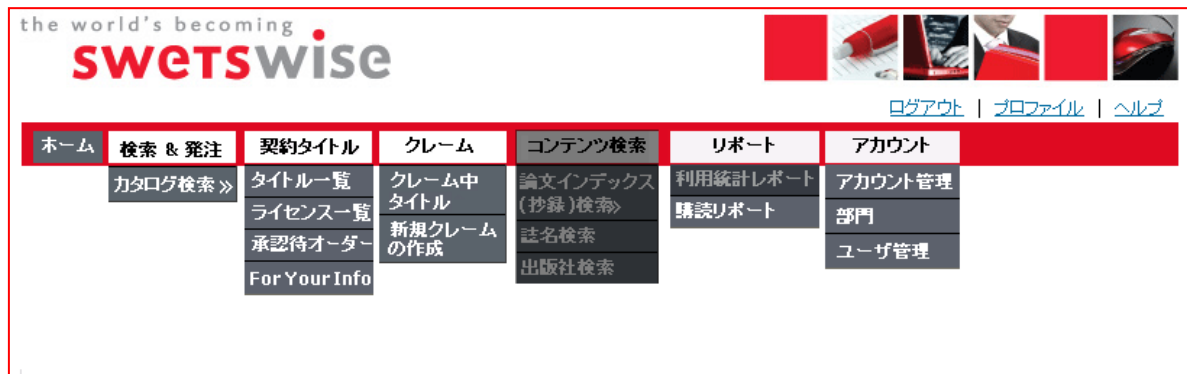 the world's becoming
swetswise
ログアウト | プロファイル | ヘルプ
ホーム 検索 & 発注 契約タイトル クレーム コンテンツ検索 リポート アカウント
カタログ検索»
タイトル一覧
ライセンス一覧
承認待オーダー
For Your Info
クレーム中
タイトル
新規クレーム
の作成
論文インデックス
(抄録)検索»
誌名検索
出版社検索
利用統計レポート
購読リポート
アカウント管理
部門
ユーザ管理